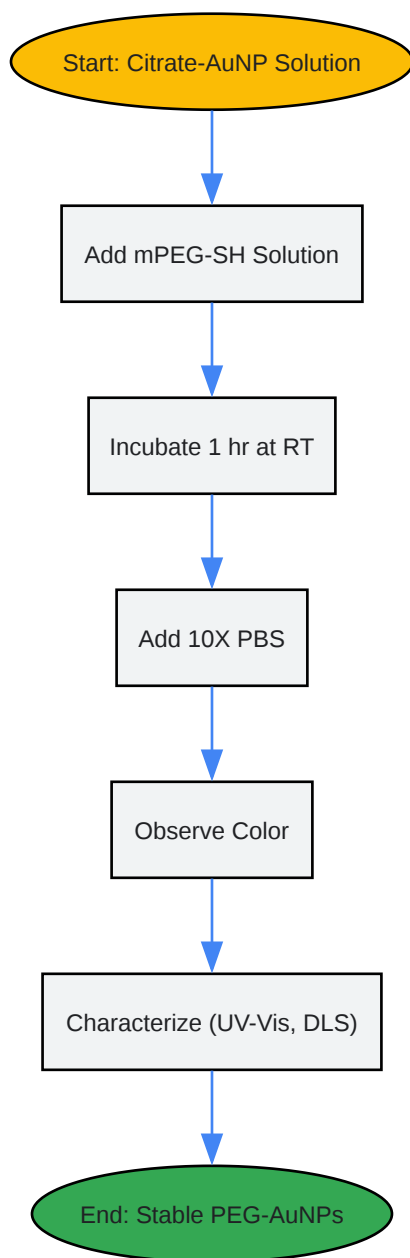 Start: Citrate-AuNP Solution
Add mPEG-SH Solution
Incubate 1 hr at RT
Add 10X PBS
Observe Color
Characterize (UV-Vis, DLS)
End: Stable PEG-AuNPs